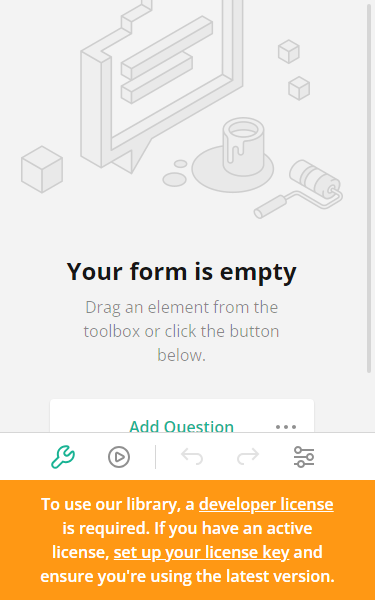 Your form is empty
Drag an element from the
toolbox or click the button
below.
Add Question
To use our library, a developer license
is required. If you have an active
license, set up your license key and
ensure you're using the latest version.